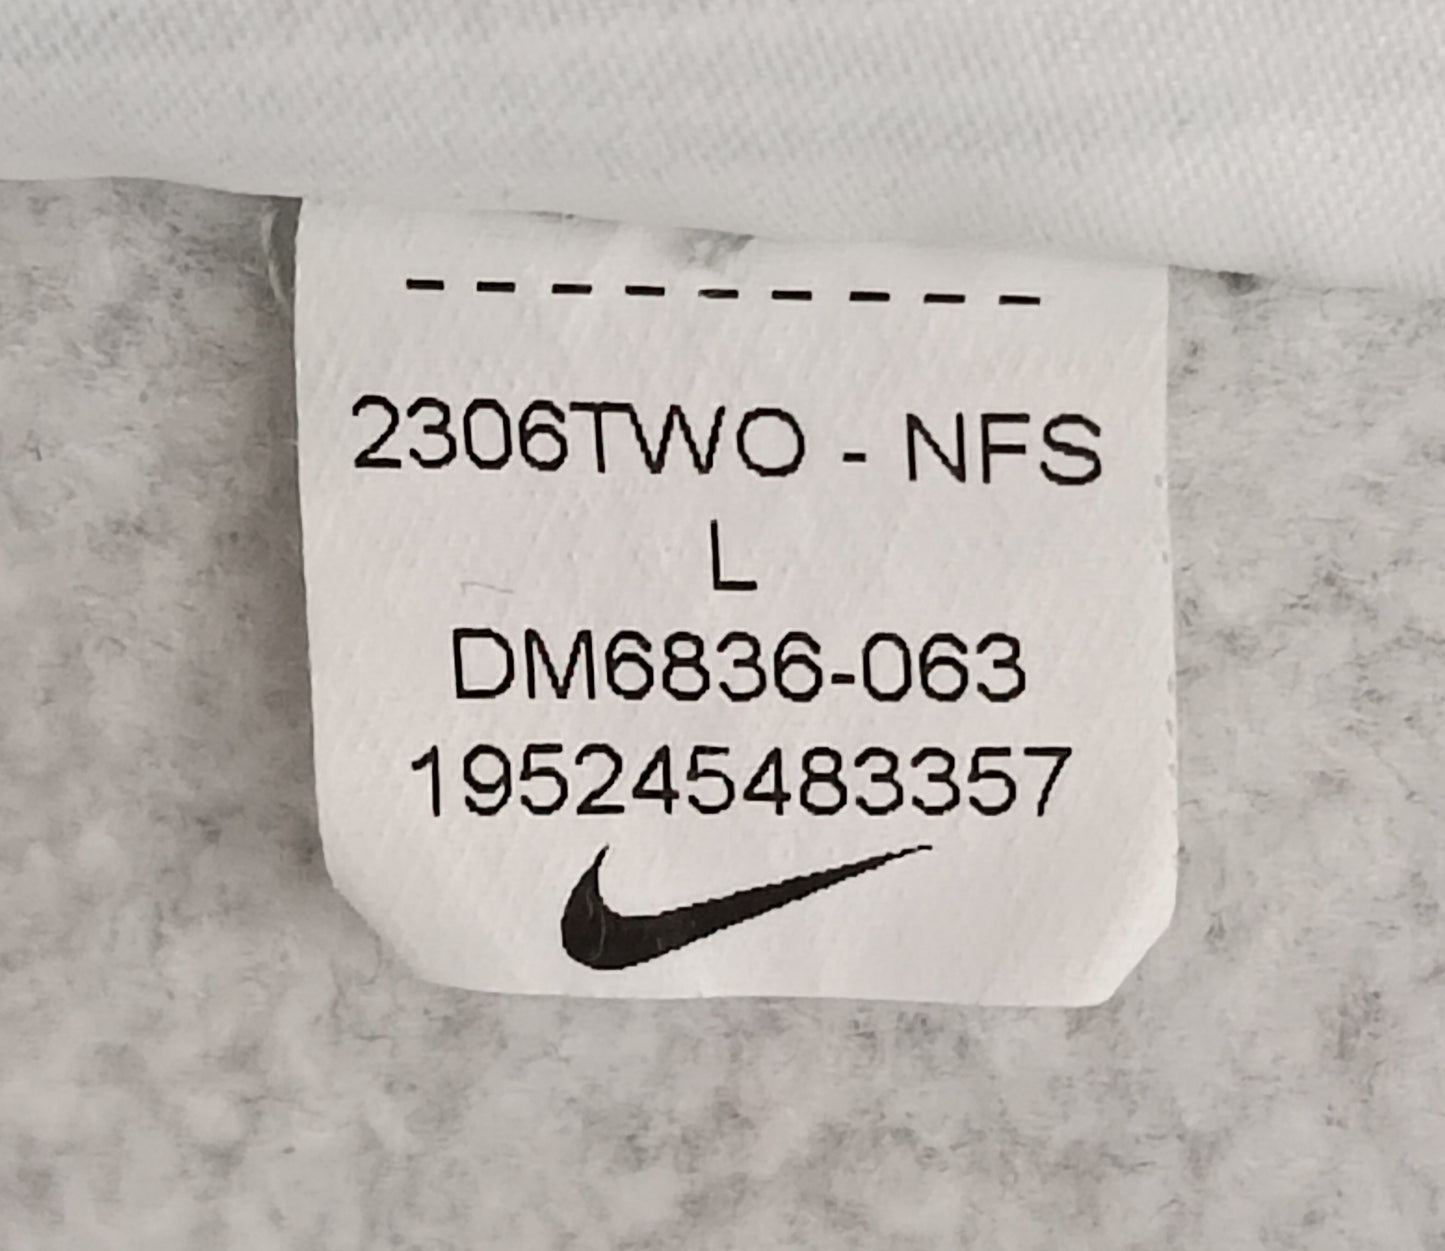 ---------
2306TWO - NFS
L
DM6836-063
195245483357